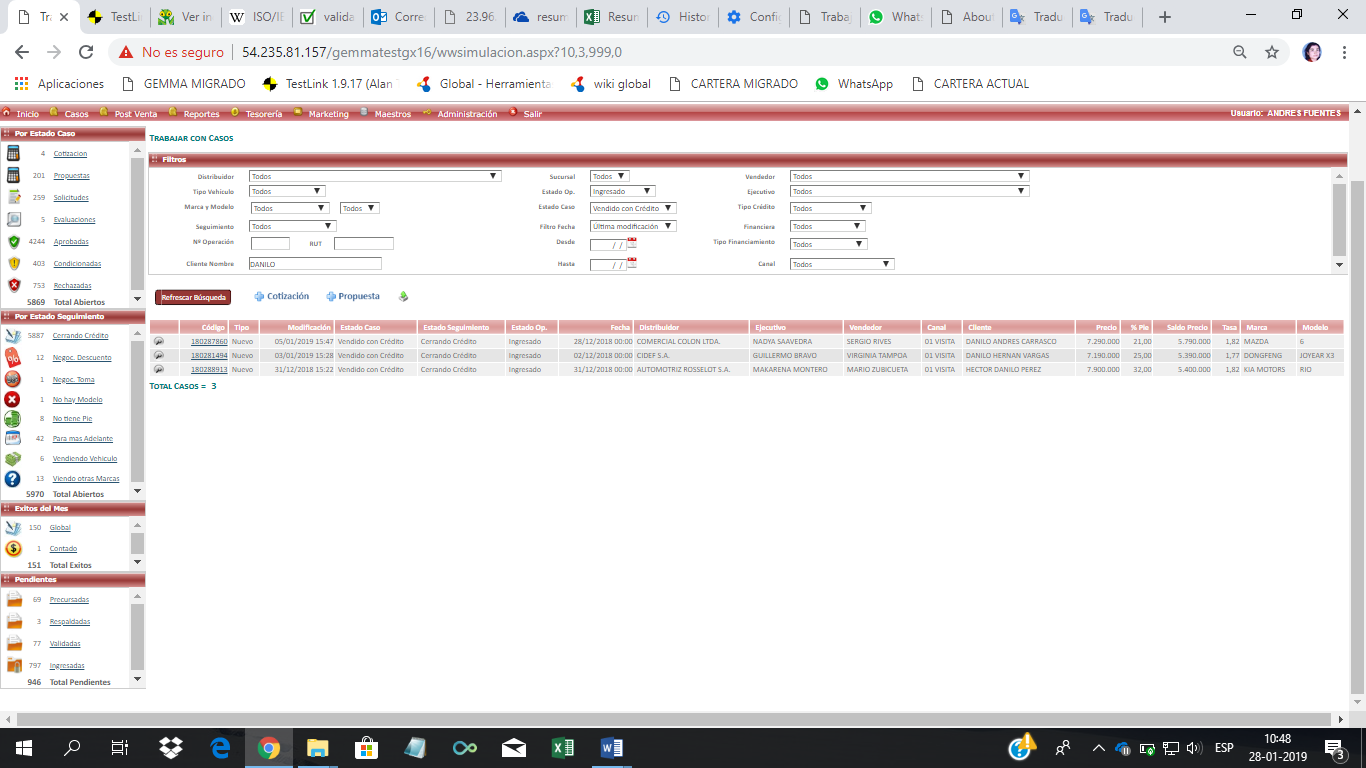 Tra
TestLi
Ver in
ISO/IE
valida
Corre
23.96
resum
Resun
Histor
Config
Trabaj
Whats
About
Tradu
Tradu
No es seguro
54.235.81.157/gemmatestgx16/wwsimulacion.aspx?10,3,999,0
Aplicaciones GEMMA MIGRADO TestLink 1.9.17 (Alan Global - Herramienta: wiki global CARTERA MIGRADO WhatsApp CARTERA ACTUAL
Inicio Casos Post Venta Reportes Tesorería Marketing Maestros Administración Salir Usuario: ANDRES FUENTES
Por Estado Caso
4 Cotizacion
201 Propuestas
259 Solicitudes
5 Evaluaciones
4244 Aprobadas
403 Condicionadas
753 Rechazadas
5869 Total Abiertos
Por Estado Seguimiento
5887 Cerrando Crédito
12 Negoc. Descuento
1 Negoc. Toma
1 No hay Modelo
8 No tiene Pie
42 Para mas Adelante
6 Vendiendo Vehiculo
13 Viendo otras Marcas
5970 Total Abiertos
Exitos del Mes
150 Global
1 Contado
151 Total Exitos
Pendientes
69 Precursadas
3 Respaldadas
77 Validadas
797 Ingresadas
946 Total Pendientes
Trabajar con Casos
Filtros
Distribuidor Todos Sucursal Todos Vendedor Todos
Tipo Vehículo Todos Estado Op. Ingresado Ejecutivo Todos
Marca y Modelo Todos Todos Estado Caso Vendido con Crédito Tipo Crédito Todos
Seguimiento Todos Filtro Fecha Última modificación Financiera Todos
Nº Operación RUT Desde / / Tipo Financiamiento Todos
Cliente Nombre DANILO Hasta / / Canal Todos
Refrescar Búsqueda Cotización Propuesta
Código Tipo Modificación Estado Caso Estado Seguimiento Estado Op. Fecha Distribuidor Ejecutivo Vendedor Canal Cliente Precio % Pie Saldo Precio Tasa Marca Modelo
180287860 Nuevo 05/01/2019 15:47 Vendido con Crédito Cerrando Crédito Ingresado 28/12/2018 00:00 COMERCIAL COLON LTDA. NADYA SAAVEDRA SERGIO RIVES 01 VISITA DANILO ANDRES CARRASCO 7.290.000 21,00 5.790.000 1,82 MAZDA 6
180281494 Nuevo 03/01/2019 15:28 Vendido con Crédito Cerrando Crédito Ingresado 02/12/2018 00:00 CIDEF S.A. GUILLERMO BRAVO VIRGINIA TAMPOA 01 VISITA DANILO HERNAN VARGAS 7.190.000 25,00 5.390.000 1,77 DONGFENG JOYEAR X3
180288913 Nuevo 31/12/2018 15:22 Vendido con Crédito Cerrando Crédito Ingresado 31/12/2018 00:00 AUTOMOTRIZ ROSSELOT S.A. MAKARENA MONTERO MARIO ZUBICUETA 01 VISITA HECTOR DANILO PEREZ 7.900.000 32,00 5.400.000 1,82 KIA MOTORS RIO
Total Casos = 3
ESP
10:48
28-01-2019
3